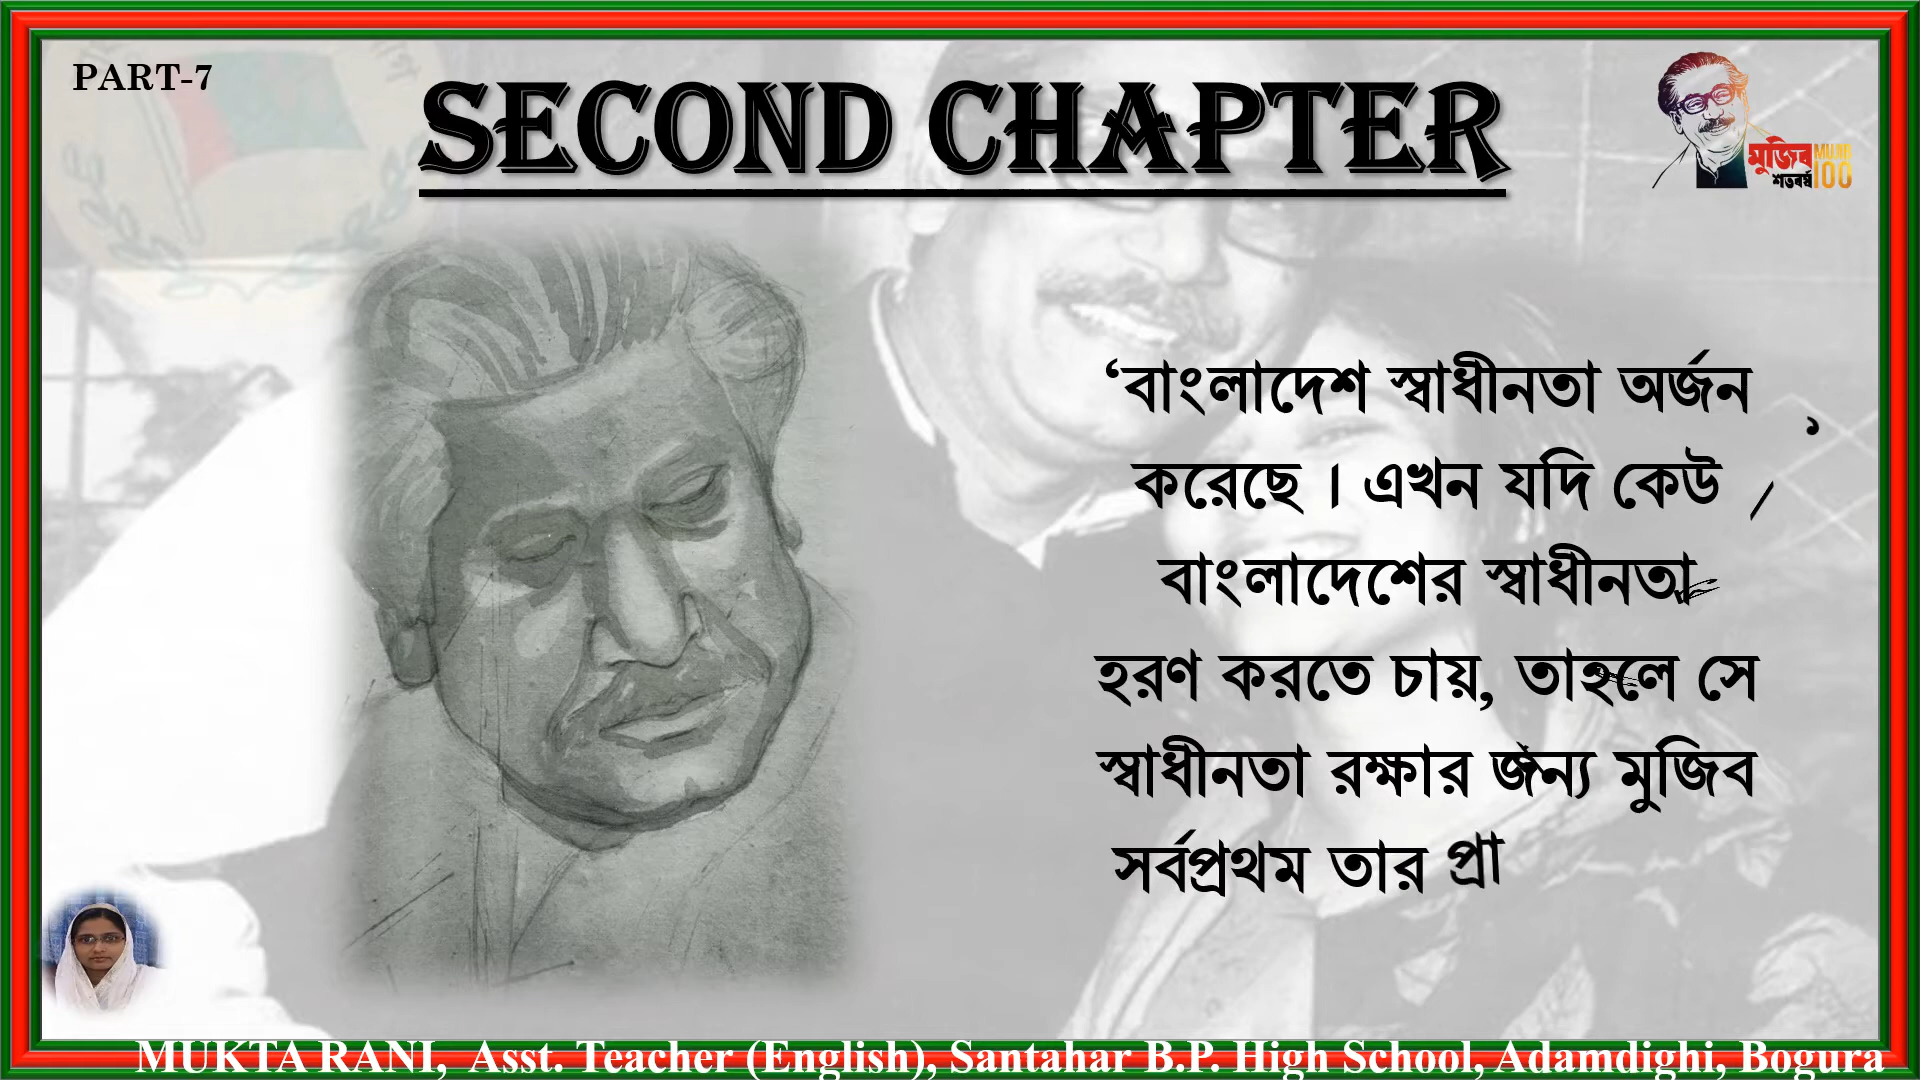 PART-7
SECOND CHAPTER
মুজিব MUJIB
শতবর্ষ 100
‘বাংলাদেশ স্বাধীনতা অর্জন
করেছে । এখন যদি কেউ
বাংলাদেশের স্বাধীনতা
হরণ করতে চায়, তাহলে সে
স্বাধীনতা রক্ষার জন্য মুজিব
সর্বপ্রথম তার প্রা
MUKTA RANI, Asst. Teacher (English), Santahar B.P. High School, Adamdighi, Bogura